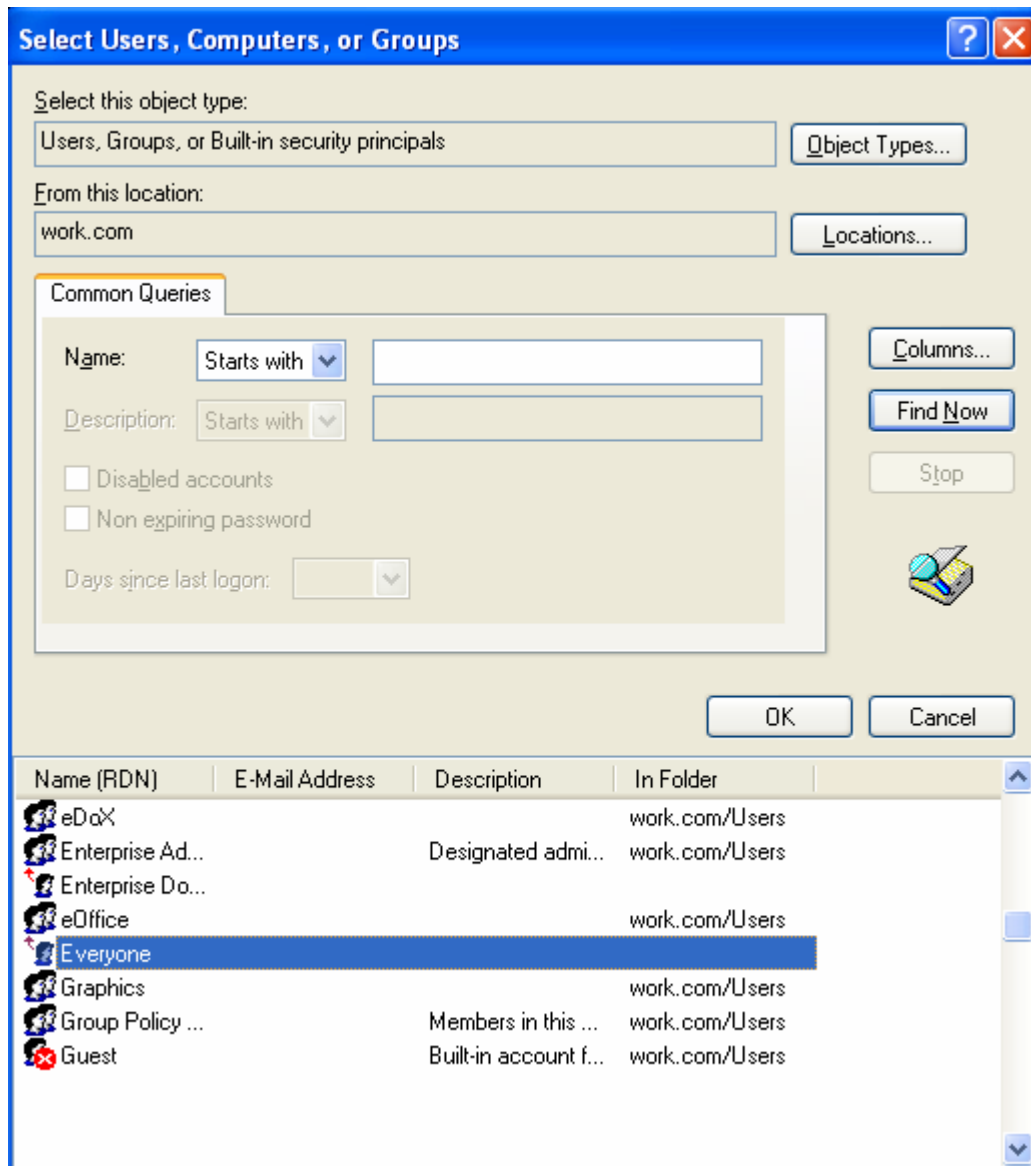 Select Users, Computers, or Groups
Select this object type:
Users, Groups, or Built-in security principals
Object Types...
From this location:
work.com
Locations...
Common Queries
Name: Starts with
Columns...
Description: Starts with
Find Now
Disabled accounts
Stop
Non expiring password
Days since last logon:
OK Cancel
Name (RDN) E-Mail Address Description In Folder
eDoX work.com/Users
Enterprise Ad... Designated admi... work.com/Users
Enterprise Do...
eOffice work.com/Users
Everyone
Graphics work.com/Users
Group Policy ... Members in this ... work.com/Users
Guest Built-in account f... work.com/Users